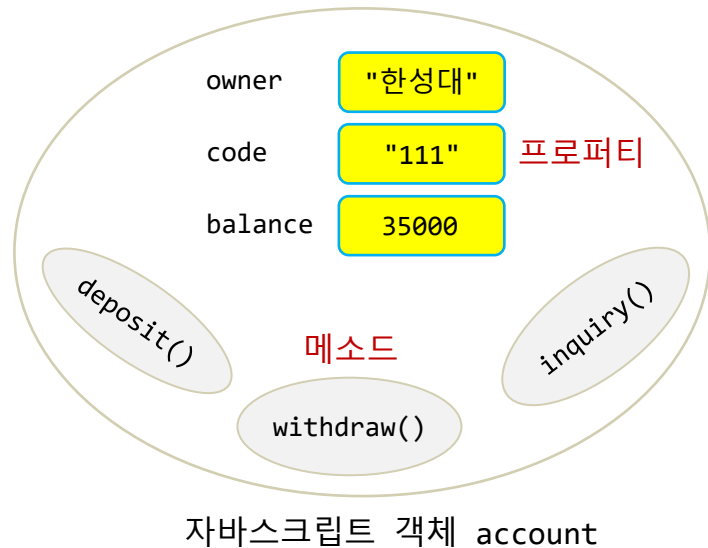 owner "한성대"
code "111" 프로퍼티
balance 35000
deposit()
메소드
inquiry()
withdraw()
자바스크립트 객체 account